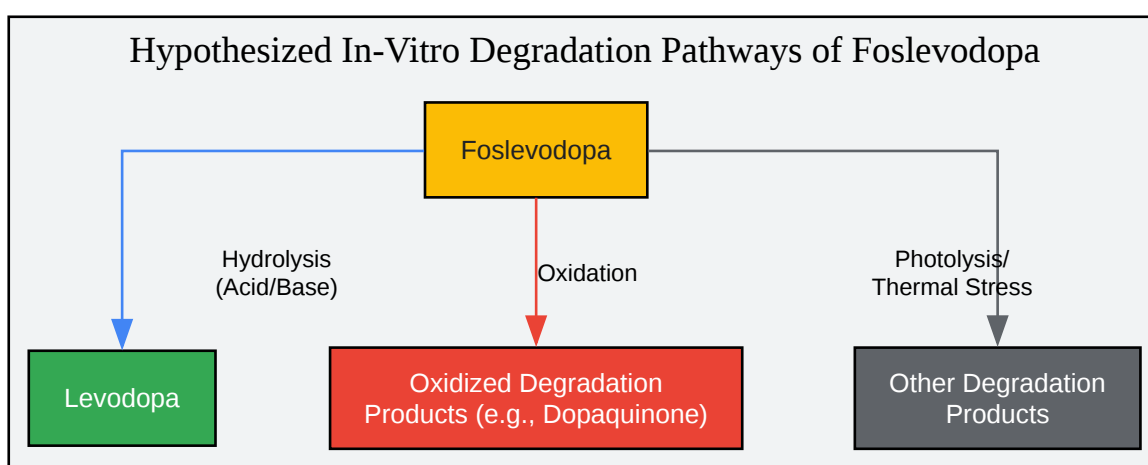 Hypothesized In-Vitro Degradation Pathways of Foslevodopa
Foslevodopa
Hydrolysis
(Acid/Base)
Oxidation
Photolysis/
Thermal Stress
Levodopa
Oxidized Degradation
Products (e.g., Dopaquinone)
Other Degradation
Products